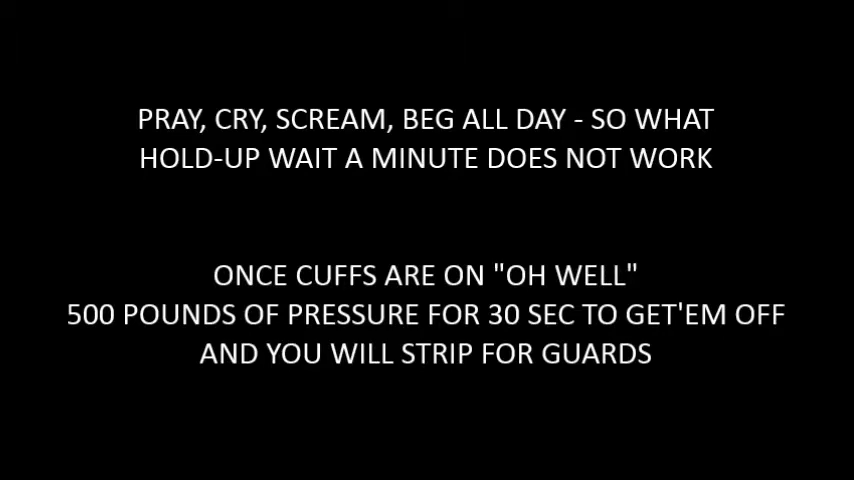 PRAY, CRY, SCREAM, BEG ALL DAY - SO WHAT
HOLD-UP WAIT A MINUTE DOES NOT WORK
ONCE CUFFS ARE ON "OH WELL"
500 POUNDS OF PRESSURE FOR 30 SEC TO GET'EM OFF
AND YOU WILL STRIP FOR GUARDS